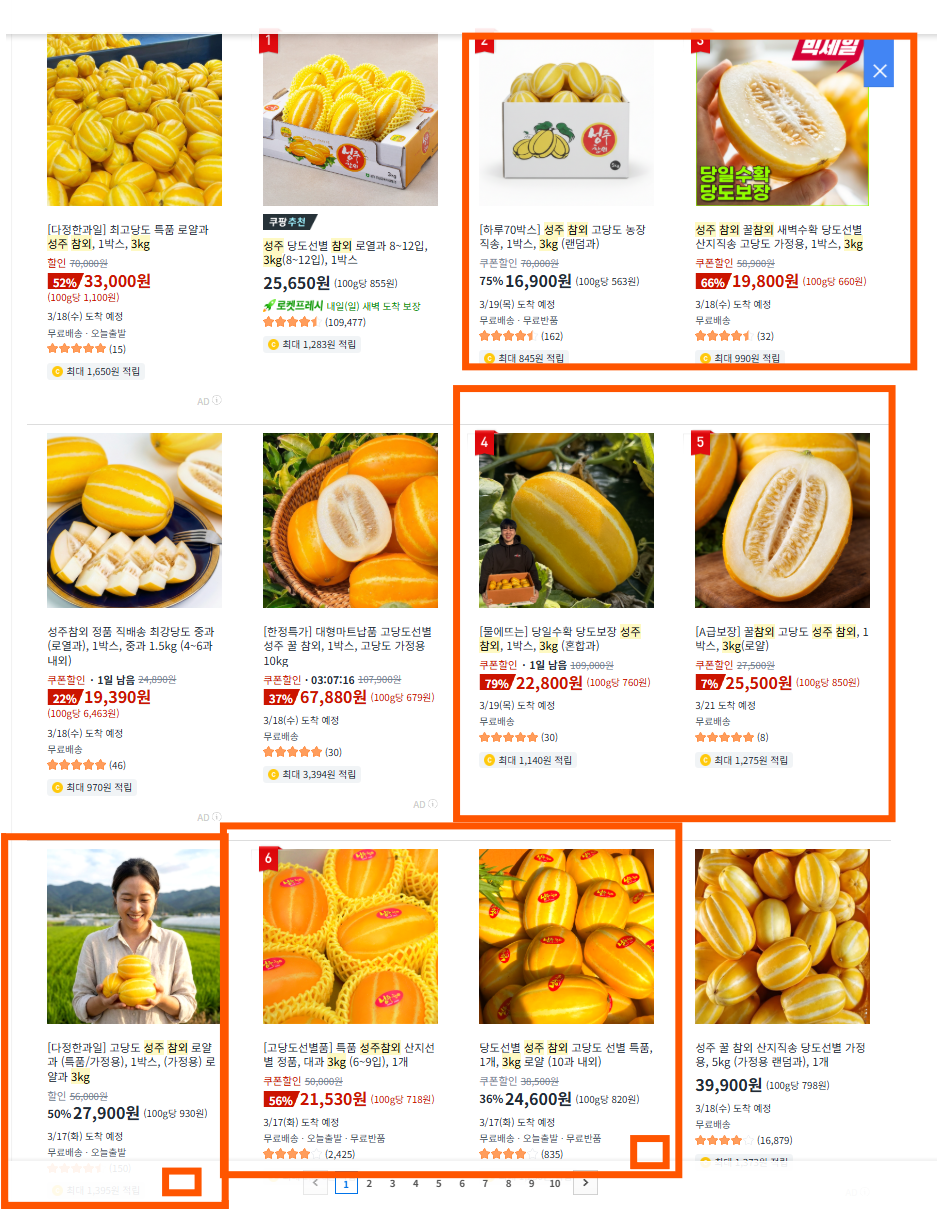 1
2
3
빅세일
성주
참외
3kg
당일수확
당도보장
[다정한과일] 최고당도 특품 로얄과
성주 참외, 1박스, 3kg
할인 70,000원
52% 33,000원
(100g당 1,100원)
3/18(수) 도착 예정
무료배송 · 오늘출발
(15)
최대 1,650원 적립
AD
쿠팡추천
성주 당도선별 참외 로열과 8~12입,
3kg(8~12입), 1박스
25,650원 (100g당 855원)
로켓프레시 내일(일) 새벽 도착 보장
(109,477)
최대 1,283원 적립
[하루70박스] 성주 참외 고당도 농장
직송, 1박스, 3kg (랜덤과)
쿠폰할인 70,000원
75% 16,900원 (100g당 563원)
3/19(목) 도착 예정
무료배송 · 무료반품
(162)
최대 845원 적립
성주 참외 꿀참외 새벽수확 당도선별
산지직송 고당도 가정용, 1박스, 3kg
쿠폰할인 58,900원
66% 19,800원 (100g당 660원)
3/18(수) 도착 예정
무료배송
(32)
최대 990원 적립
4
5
성주참외 정품 직배송 최강당도 중과
(로열과), 1박스, 중과 1.5kg (4~6과
내외)
쿠폰할인 · 1일 남음 24,890원
22% 19,390원
(100g당 6,463원)
3/18(수) 도착 예정
무료배송
(46)
최대 970원 적립
AD
[한정특가] 대형마트납품 고당도선별
성주 꿀 참외, 1박스, 고당도 가정용
10kg
쿠폰할인 · 03:07:16 107,900원
37% 67,880원 (100g당 679원)
3/18(수) 도착 예정
무료배송
(30)
최대 3,394원 적립
AD
[물에뜨는] 당일수확 당도보장 성주
참외, 1박스, 3kg (혼합과)
쿠폰할인 · 1일 남음 109,000원
79% 22,800원 (100g당 760원)
3/19(목) 도착 예정
무료배송
(30)
최대 1,140원 적립
[A급보장] 꿀참외 고당도 성주 참외, 1
박스, 3kg(로얄)
쿠폰할인 27,500원
7% 25,500원 (100g당 850원)
3/21 도착 예정
무료배송
(8)
최대 1,275원 적립
6
[다정한과일] 고당도 성주 참외 로얄
과 (특품/가정용), 1박스, (가정용) 로
얄과 3kg
할인 56,000원
50% 27,900원 (100g당 930원)
3/17(화) 도착 예정
무료배송 · 오늘출발
(150)
최대 1,395원 적립
[고당도선별품] 특품 성주참외 산지선
별 정품, 대과 3kg (6~9입), 1개
쿠폰할인 50,000원
56% 21,530원 (100g당 718원)
3/17(화) 도착 예정
무료배송 · 오늘출발 · 무료반품
(2,425)
당도선별 성주 참외 고당도 선별 특품,
1개, 3kg 로얄 (10과 내외)
쿠폰할인 38,500원
36% 24,600원 (100g당 820원)
3/17(화) 도착 예정
무료배송 · 오늘출발 · 무료반품
(835)
성주 꿀 참외 산지직송 당도선별 가정
용, 5kg (가정용 랜덤과), 1개
39,900원 (100g당 798원)
3/18(수) 도착 예정
무료배송
(16,879)
< 1 2 3 4 5 6 7 8 9 10 >